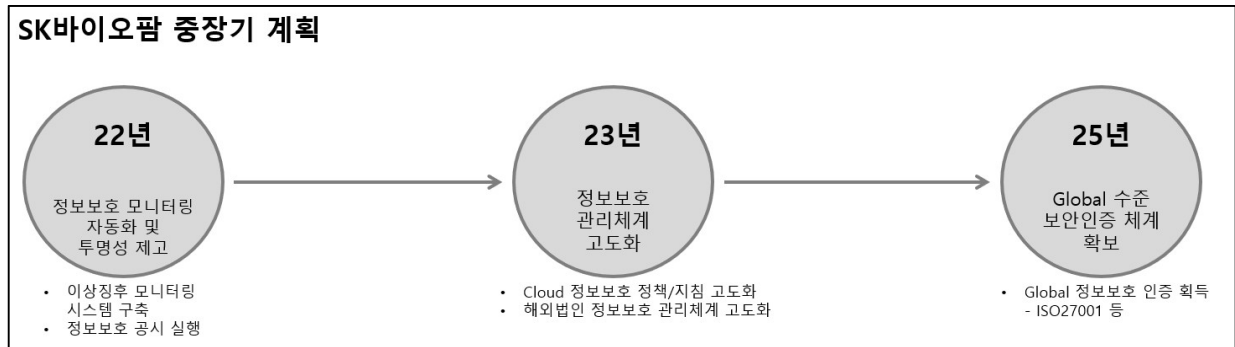 SK바이오팜 중장기 계획
22년
정보보호 모니터링
자동화 및
투명성 제고
• 이상징후 모니터링
시스템 구축
• 정보보호 공시 실행
23년
정보보호
관리체계
고도화
• Cloud 정보보호 정책/지침 고도화
• 해외법인 정보보호 관리체계 고도화
25년
Global 수준
보안인증 체계
확보
• Global 정보보호 인증 획득
- ISO27001 등